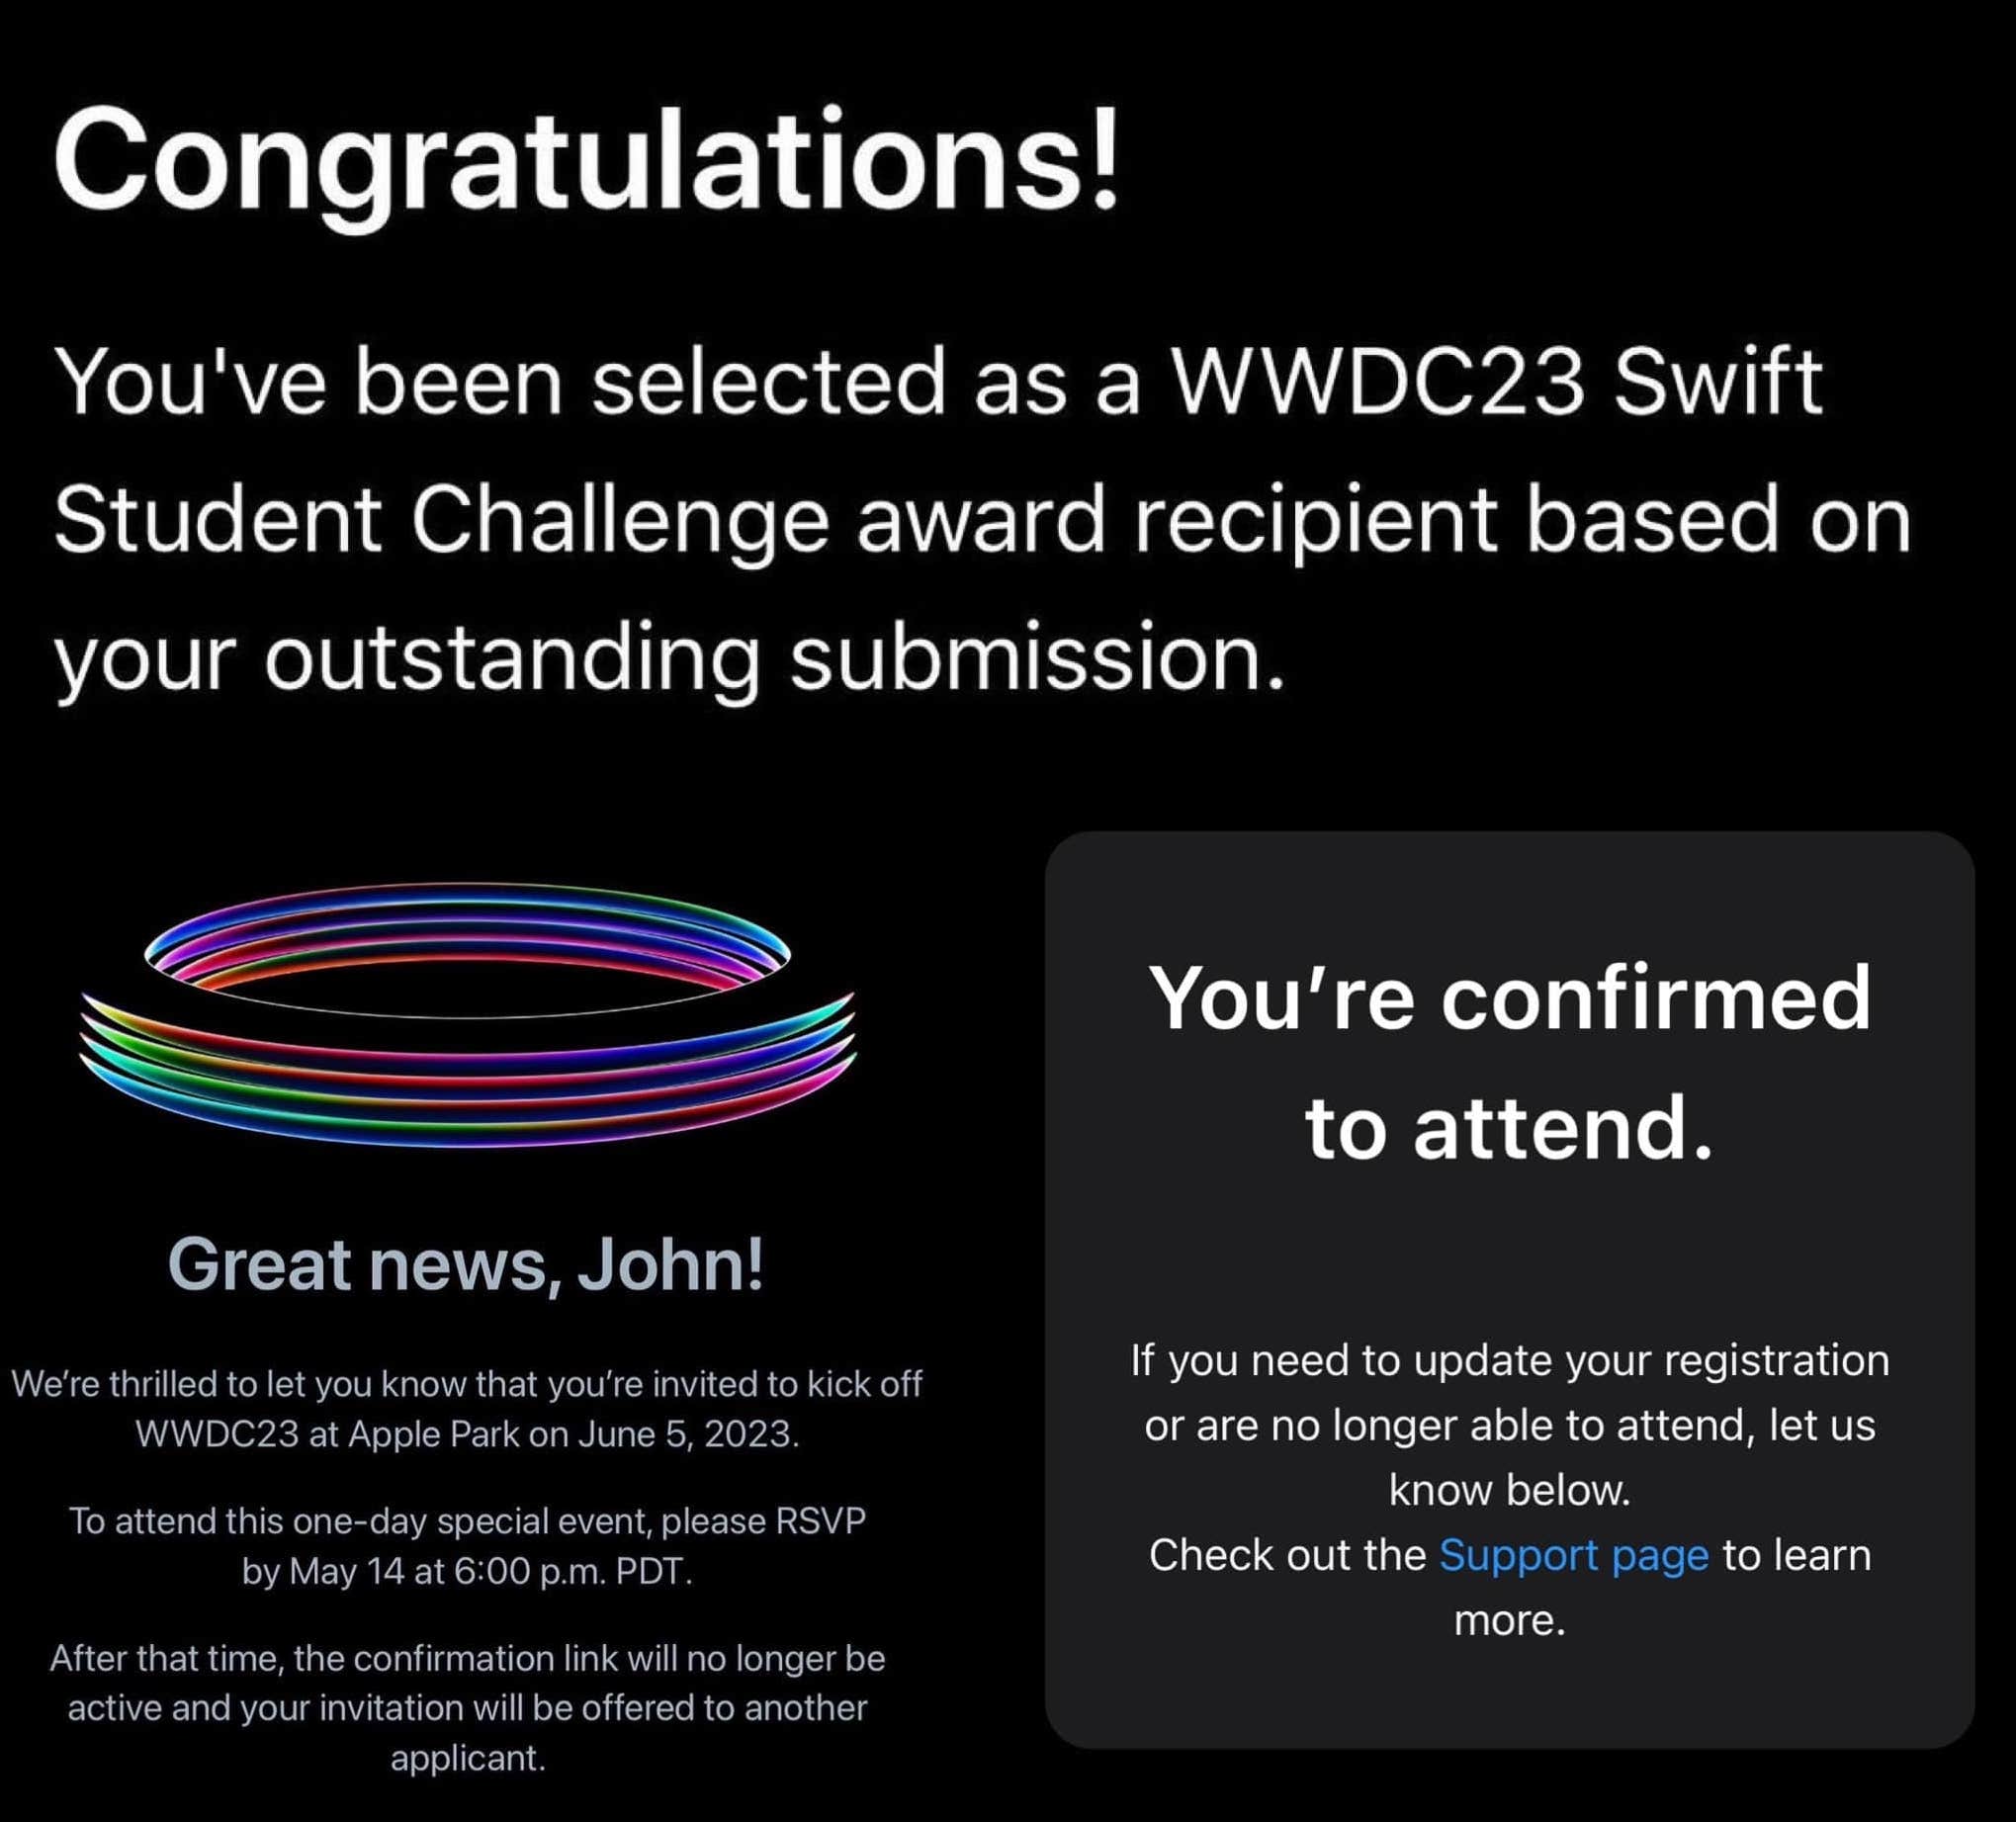 Congratulations!
You've been selected as a WWDC23 Swift
Student Challenge award recipient based on
your outstanding submission.
Great news, John!
We’re thrilled to let you know that you’re invited to kick off
WWDC23 at Apple Park on June 5, 2023.
To attend this one-day special event, please RSVP
by May 14 at 6:00 p.m. PDT.
After that time, the confirmation link will no longer be
active and your invitation will be offered to another
applicant.
You’re confirmed
to attend.
If you need to update your registration
or are no longer able to attend, let us
know below.
Check out the Support page to learn
more.